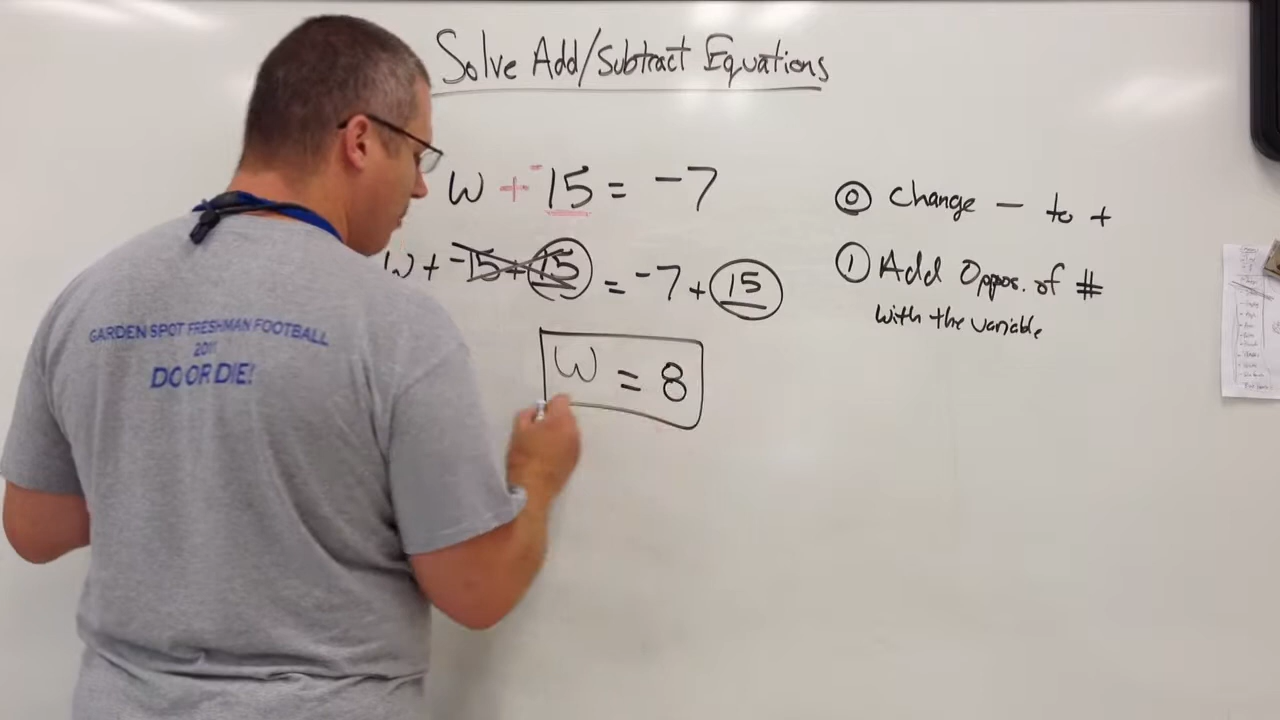 Solve Add/Subtract Equations
W + -15 = -7
W + -15 + 15 = -7 + 15
W = 8
⓪ Change - to +
① Add Oppos. of #
with the variable
GARDEN SPOT FRESHMAN FOOTBALL
2011
DO OR DIE!